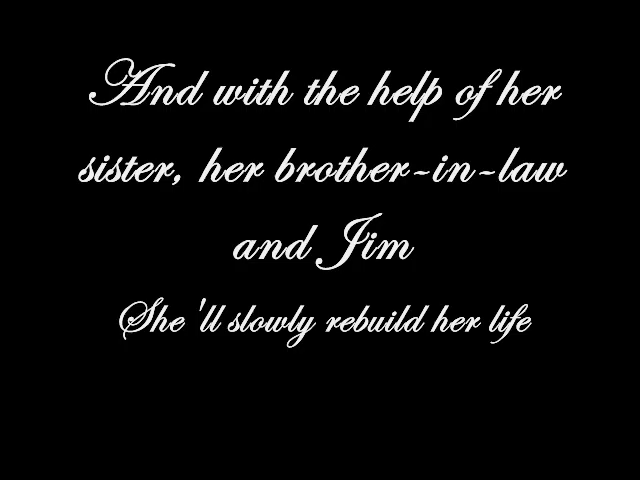 And with the help of her
sister, her brother-in-law
and Jim
She'll slowly rebuild her life